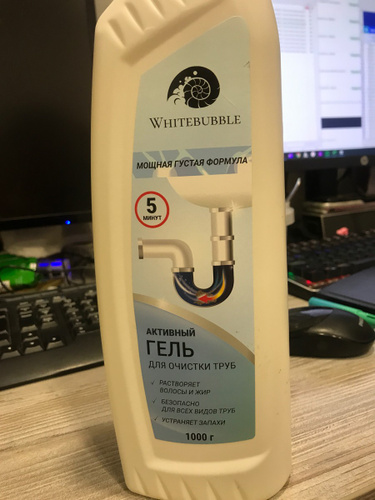 WHITEBUBBLE
МОЩНАЯ ГУСТАЯ ФОРМУЛА
5
МИНУТ
АКТИВНЫЙ
ГЕЛЬ
ДЛЯ ОЧИСТКИ ТРУБ
✓ РАСТВОРЯЕТ
ВОЛОСЫ И ЖИР
✓ БЕЗОПАСНО
ДЛЯ ВСЕХ ВИДОВ ТРУБ
✓ УСТРАНЯЕТ ЗАПАХИ
1000 г